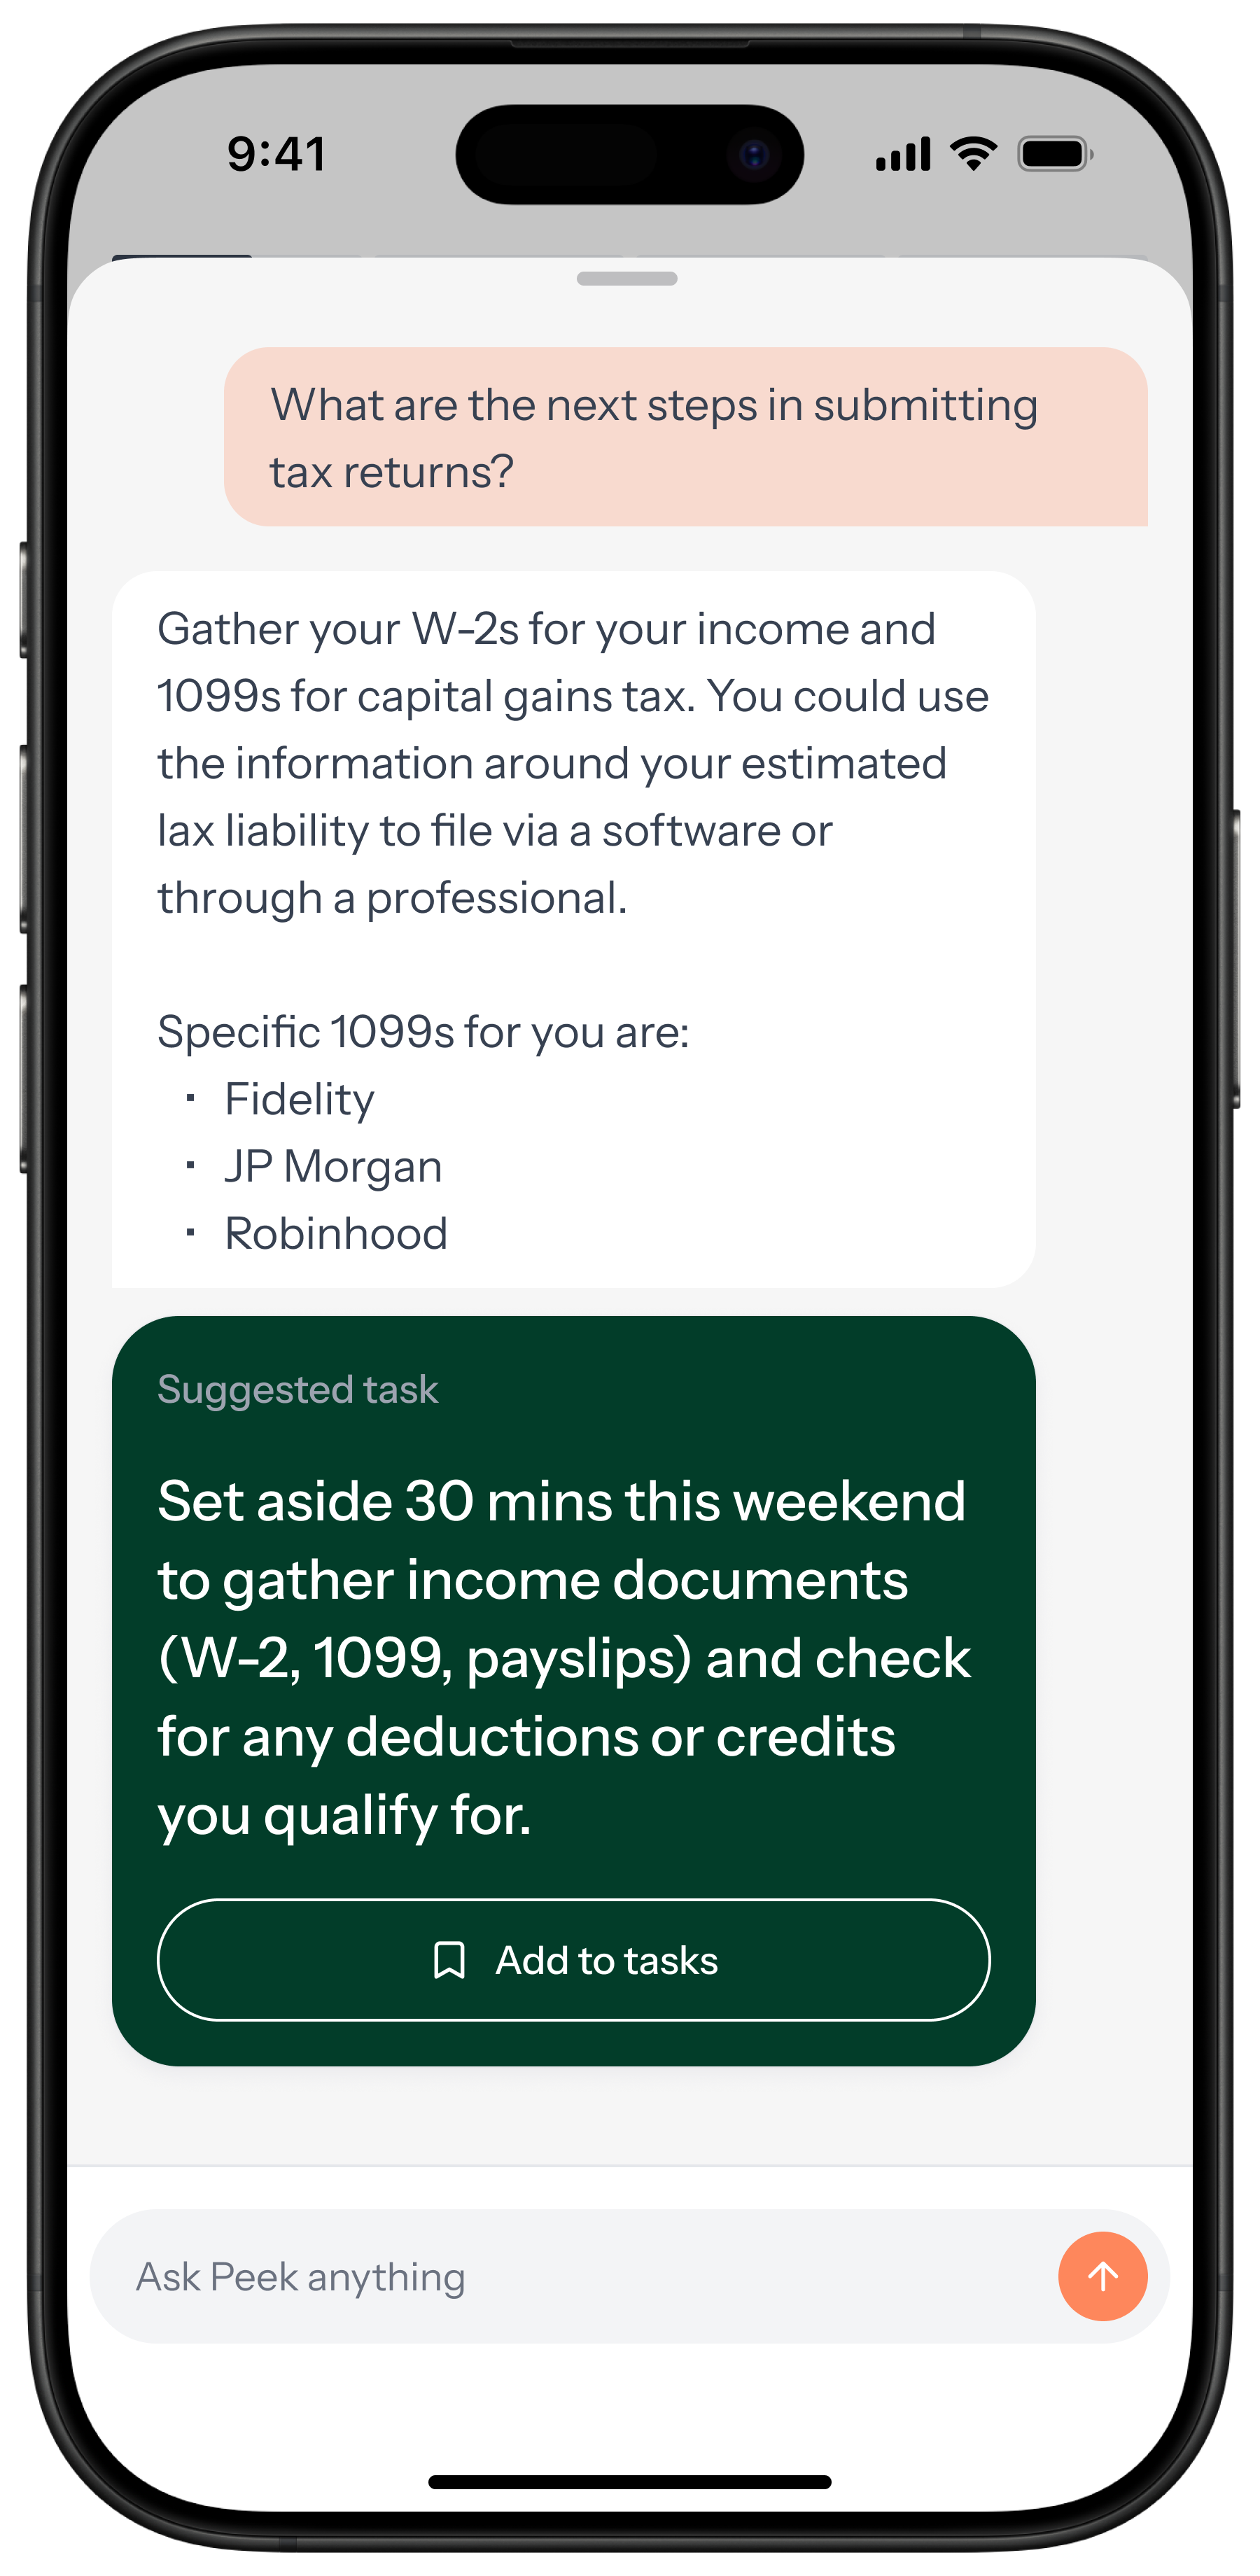 9:41
What are the next steps in submitting
tax returns?
Gather your W-2s for your income and
1099s for capital gains tax. You could use
the information around your estimated
lax liability to file via a software or
through a professional.
Specific 1099s for you are:
▪ Fidelity
▪ JP Morgan
▪ Robinhood
Suggested task
Set aside 30 mins this weekend
to gather income documents
(W-2, 1099, payslips) and check
for any deductions or credits
you qualify for.
Add to tasks
Ask Peek anything